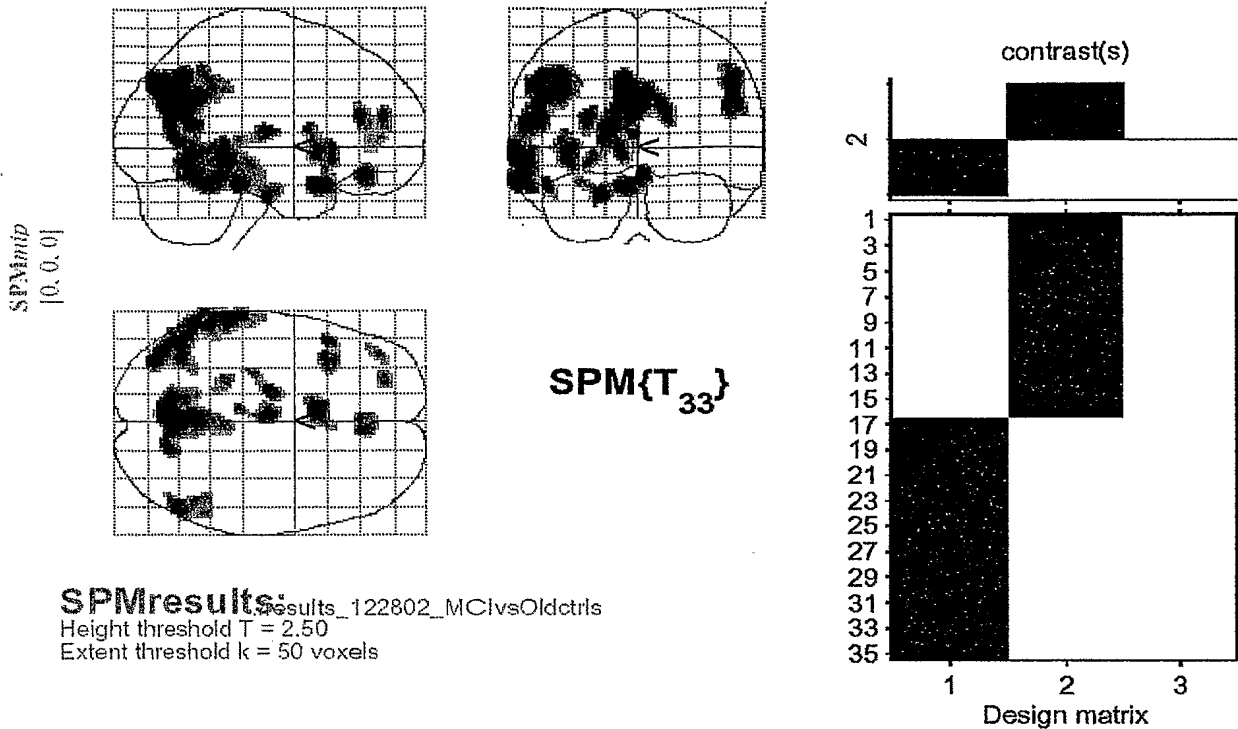 SPMmip
[0, 0, 0]
<
<
<
SPM{T33}
SPMresults: .\results_122802_MCIvsOldctrls
Height threshold T = 2.50
Extent threshold k = 50 voxels
contrast(s)
2
1
3
5
7
9
11
13
15
17
19
21
23
25
27
29
31
33
35
1 2 3
Design matrix